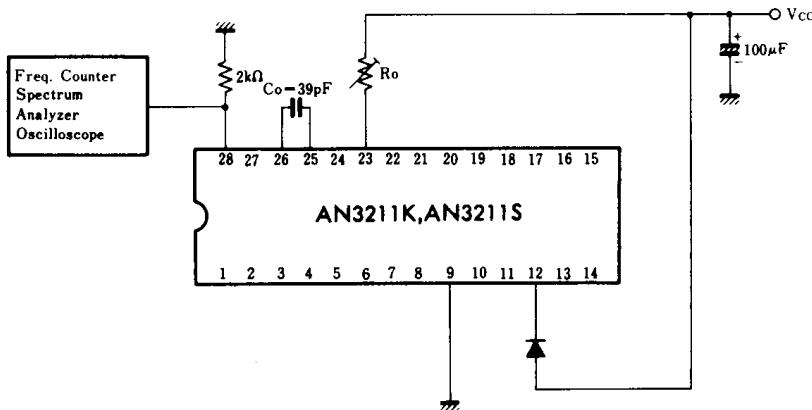 VCC
+
100μF
−
Freq. Counter
Spectrum
Analyzer
Oscilloscope
2kΩ
Co=39pF
Ro
28 27 26 25 24 23 22 21 20 19 18 17 16 15
AN3211K,AN3211S
1 2 3 4 5 6 7 8 9 10 11 12 13 14